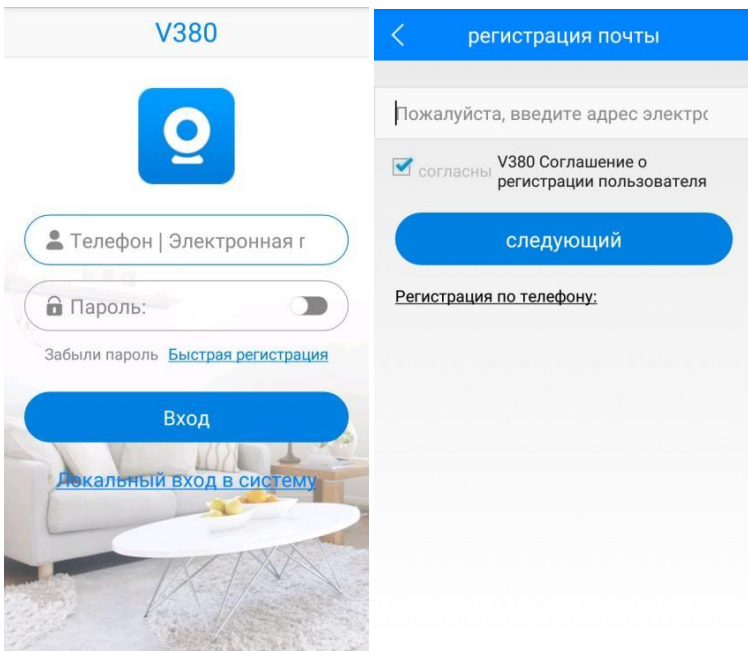 V380
Телефон | Электронная г
Пароль:
Забыли пароль Быстрая регистрация
Вход
Локальный вход в систему
регистрация почты
Пожалуйста, введите адрес электрс
согласны V380 Соглашение о
регистрации пользователя
следующий
Регистрация по телефону: